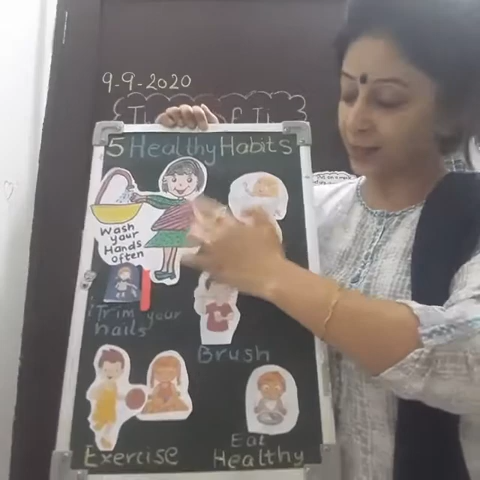 9-9-2020
5 Healthy Habits
Wash
your
Hands
often
Trim your
nails
Brush
Exercise
Eat
Healthy